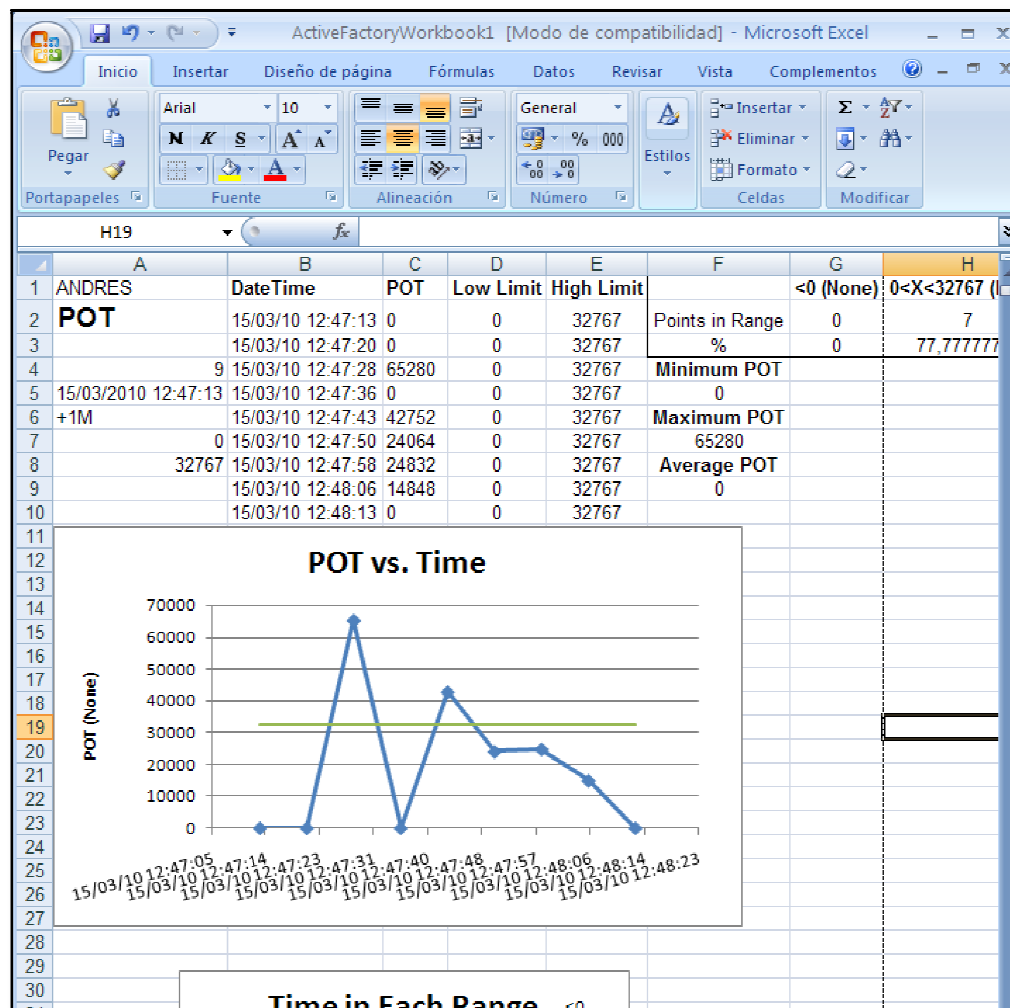 ActiveFactoryWorkbook1 [Modo de compatibilidad] - Microsoft Excel
Inicio Insertar Diseño de página Fórmulas Datos Revisar Vista Complementos
Pegar
Portapapeles
Arial 10
N K S A A
A
Fuente
Alineación
General
% 000
Número
Estilos
Insertar
Eliminar
Formato
Celdas
Σ
Modificar
H19 fx
A B C D E F G H
1 ANDRES DateTime POT Low Limit High Limit <0 (None) 0<X<32767 (
2 POT 15/03/10 12:47:13 0 0 32767 Points in Range 0 7
3 15/03/10 12:47:20 0 0 32767 % 0 77,777777
4 9 15/03/10 12:47:28 65280 0 32767 Minimum POT
5 15/03/2010 12:47:13 15/03/10 12:47:36 0 0 32767 0
6 +1M 15/03/10 12:47:43 42752 0 32767 Maximum POT
7 0 15/03/10 12:47:50 24064 0 32767 65280
8 32767 15/03/10 12:47:58 24832 0 32767 Average POT
9 15/03/10 12:48:06 14848 0 32767 0
10 15/03/10 12:48:13 0 0 32767
11
12
13
14
15
16
17
18
19
20
21
22
23
24
25
26
27
28
29
30
POT vs. Time
POT (None)
70000
60000
50000
40000
30000
20000
10000
0
15/03/10 12:47:05
15/03/10 12:47:14
15/03/10 12:47:23
15/03/10 12:47:31
15/03/10 12:47:40
15/03/10 12:47:48
15/03/10 12:47:57
15/03/10 12:48:06
15/03/10 12:48:14
15/03/10 12:48:23
Time in Each Range <0